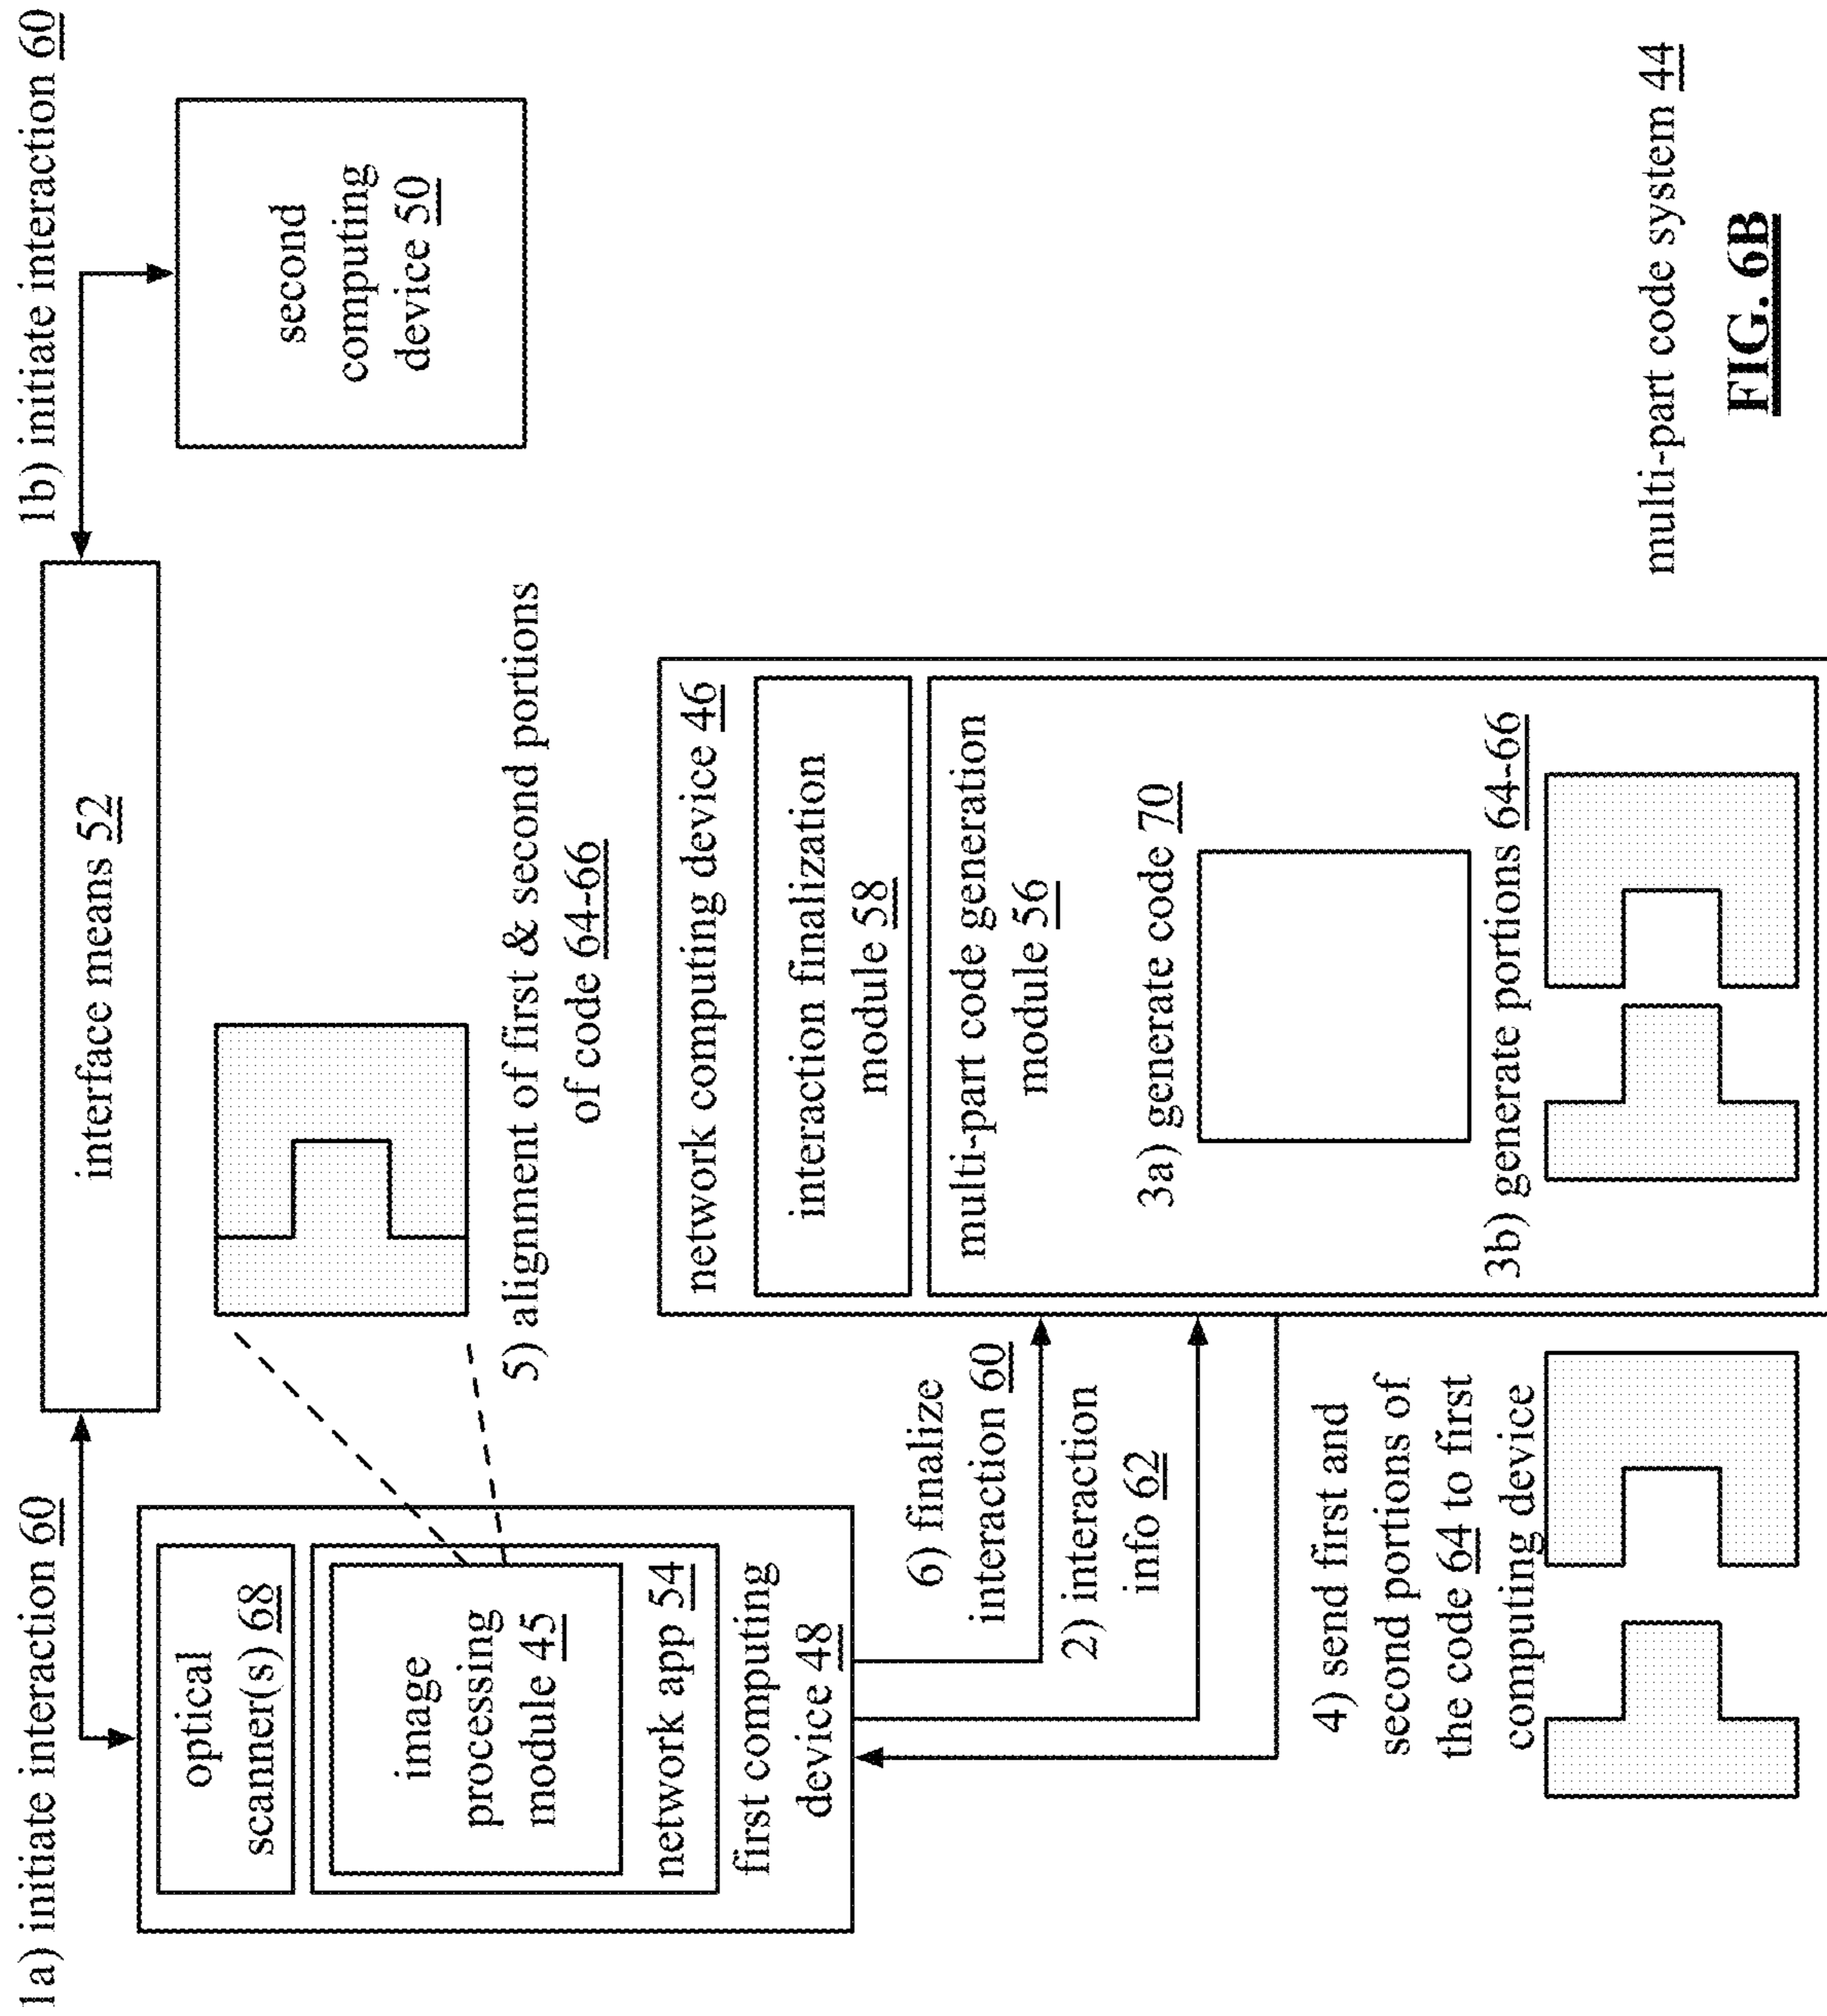 1a) initiate interaction 60
interface means 52
1b) initiate interaction 60
optical
scanner(s) 68
image
processing
module 45
network app 54
first computing
device 48
second
computing
device 50
5) alignment of first & second portions
of code 64-66
6) finalize
interaction 60
2) interaction
info 62
network computing device 46
interaction finalization
module 58
multi-part code generation
module 56
3a) generate code 70
3b) generate portions 64-66
4) send first and
second portions of
the code 64 to first
computing device
multi-part code system 44
FIG. 6B